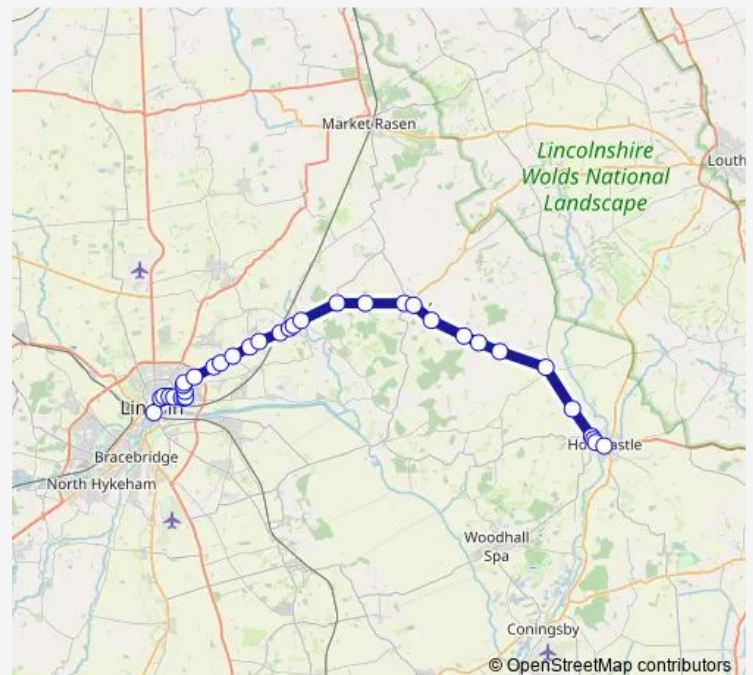 Market Rasen
Lincolnshire
Wolds National
Landscape
Louth
Bracebridge
North Hykeham
Woodhall
Spa
Coningsby
© OpenStreetMap contributors